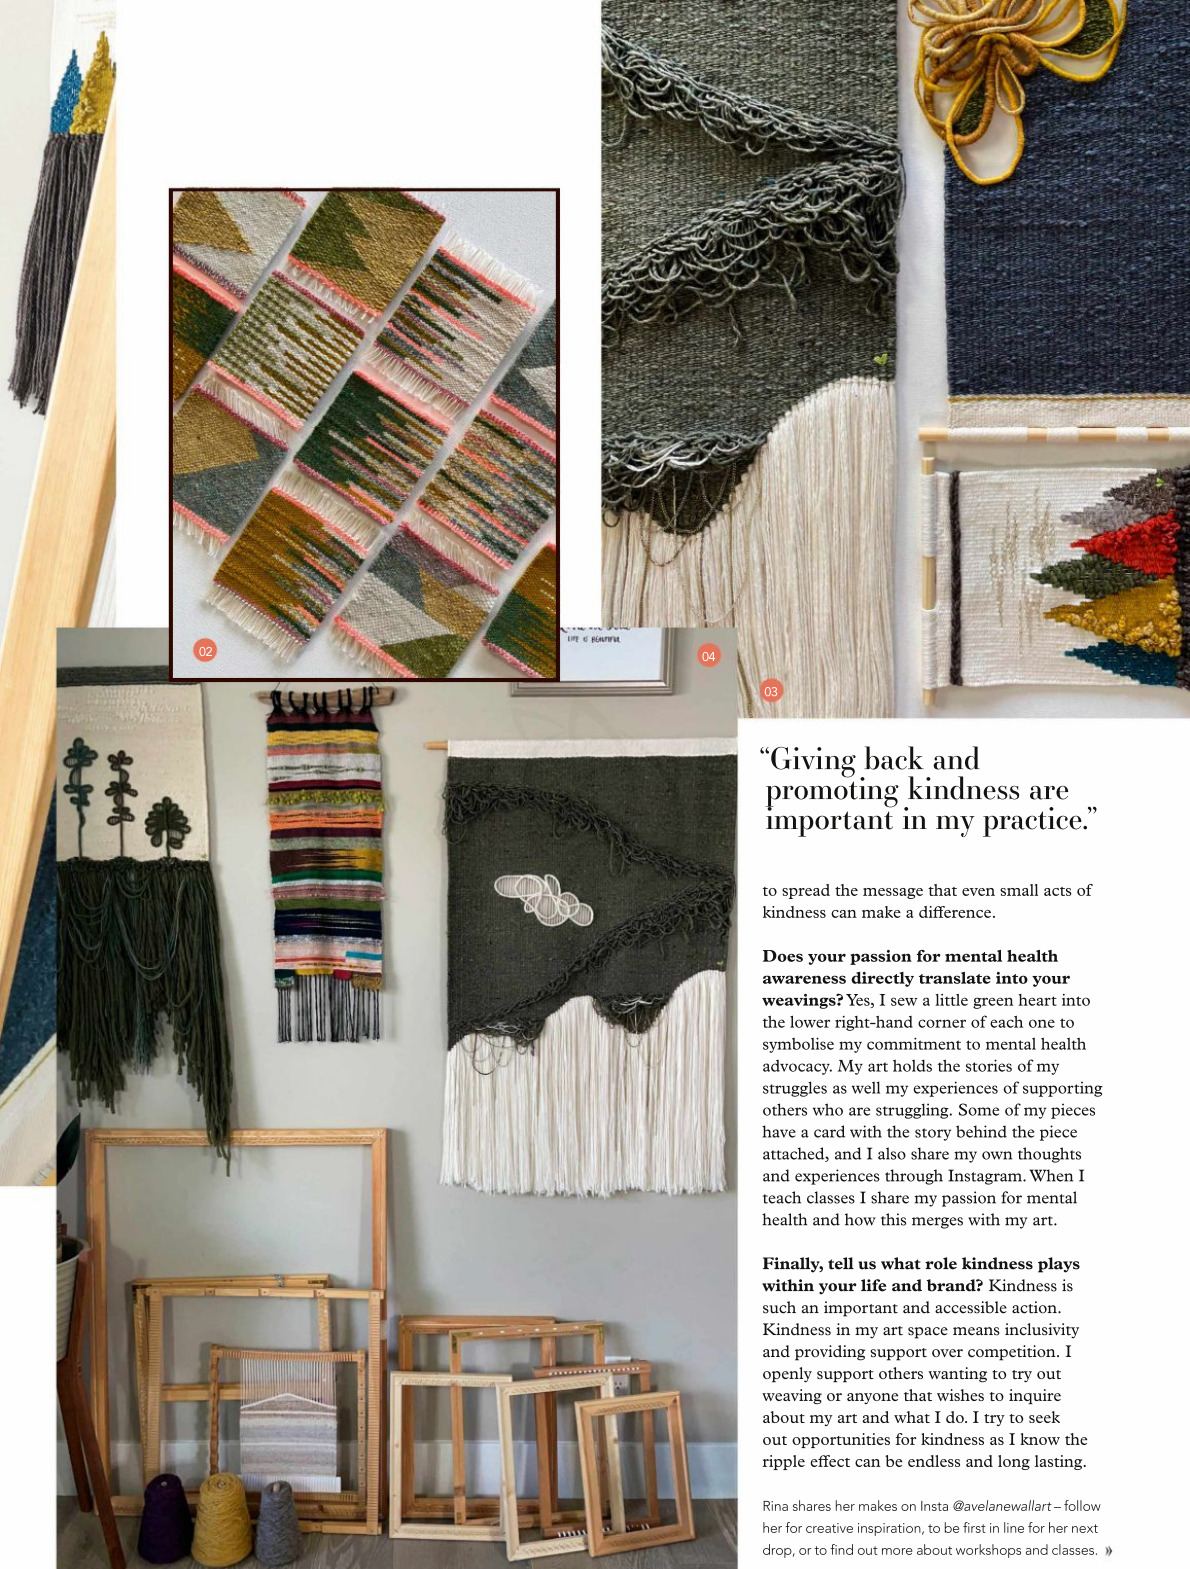 02
LIFE IS BEAUTIFUL
04
03
“Giving back and
promoting kindness are
important in my practice.”
to spread the message that even small acts of
kindness can make a difference.
Does your passion for mental health
awareness directly translate into your
weavings? Yes, I sew a little green heart into
the lower right-hand corner of each one to
symbolise my commitment to mental health
advocacy. My art holds the stories of my
struggles as well my experiences of supporting
others who are struggling. Some of my pieces
have a card with the story behind the piece
attached, and I also share my own thoughts
and experiences through Instagram. When I
teach classes I share my passion for mental
health and how this merges with my art.
Finally, tell us what role kindness plays
within your life and brand? Kindness is
such an important and accessible action.
Kindness in my art space means inclusivity
and providing support over competition. I
openly support others wanting to try out
weaving or anyone that wishes to inquire
about my art and what I do. I try to seek
out opportunities for kindness as I know the
ripple effect can be endless and long lasting.
Rina shares her makes on Insta @avelanewallart – follow
her for creative inspiration, to be first in line for her next
drop, or to find out more about workshops and classes.